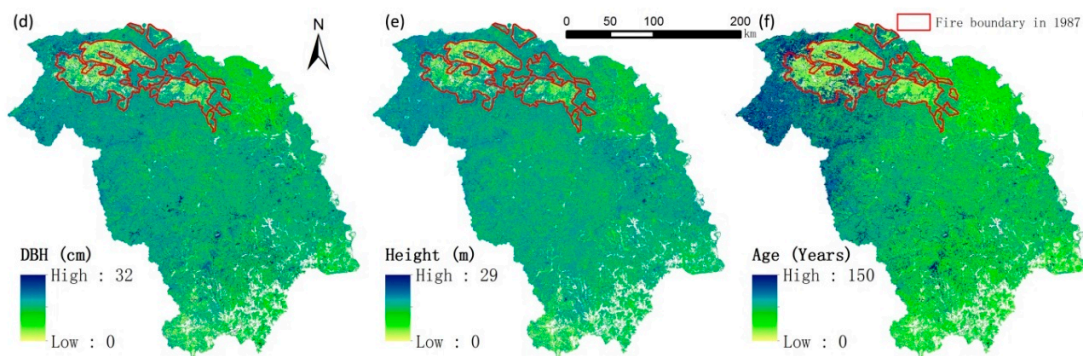 (d)
N
(e)
0 50 100 200
km
(f)
Fire boundary in 1987
DBH (cm)
High : 32
Low : 0
Height (m)
High : 29
Low : 0
Age (Years)
High : 150
Low : 0